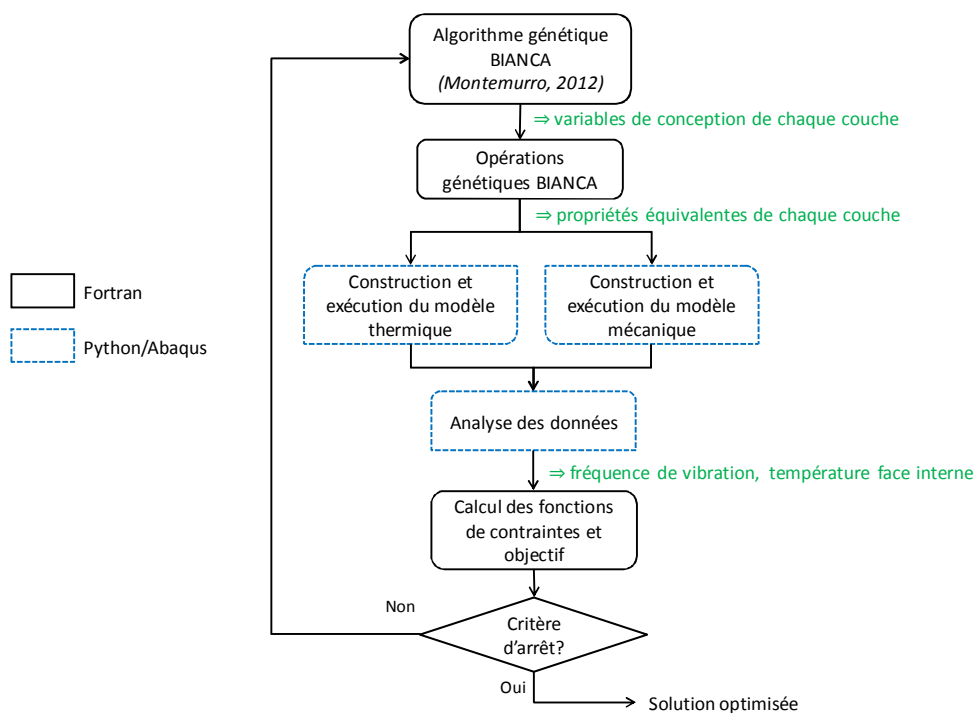 Algorithme génétique
BIANCA
(Montemurro, 2012)
⇒ variables de conception de chaque couche
Opérations
génétiques BIANCA
⇒ propriétés équivalentes de chaque couche
Construction et
exécution du modèle
thermique
Construction et
exécution du modèle
mécanique
Fortran
Python/Abaqus
Analyse des données
⇒ fréquence de vibration, température face interne
Calcul des fonctions
de contraintes et
objectif
Non
Critère
d'arrêt?
Oui
Solution optimisée